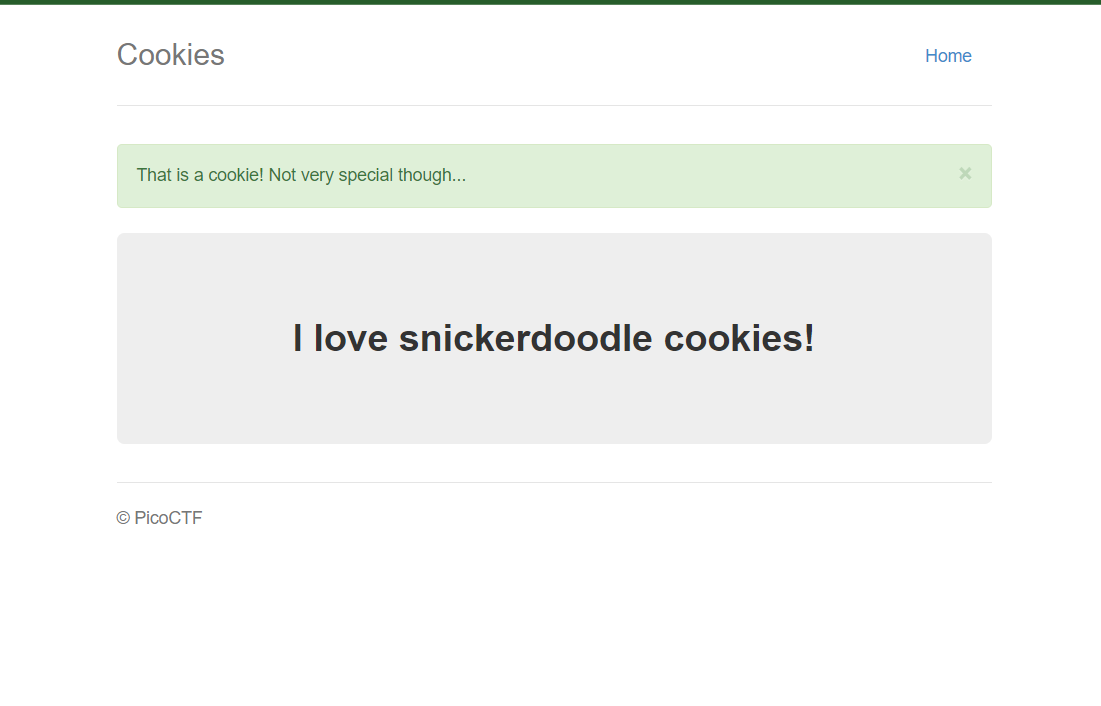 Cookies
Home
That is a cookie! Not very special though...
×
I love snickerdoodle cookies!
© PicoCTF